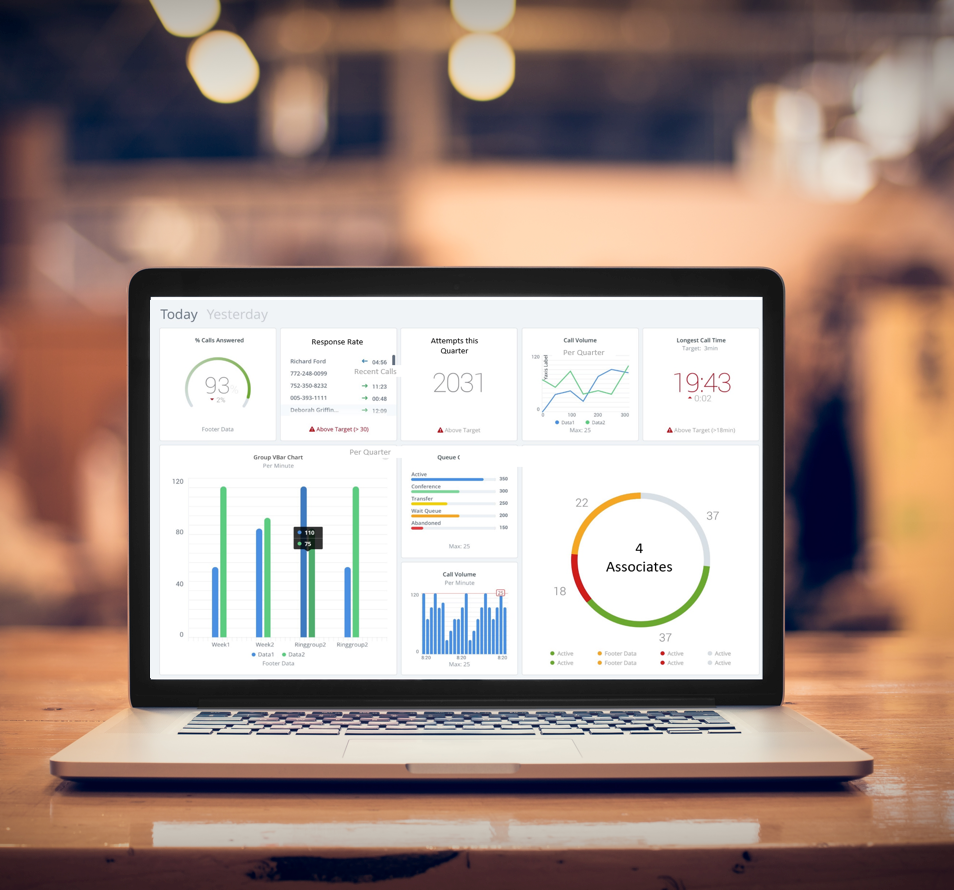 Today Yesterday
% Calls Answered
93
2%
Footer Data
Response Rate
Richard Ford 04:56
Recent Calls
772-248-0099
752-350-8232 11:23
005-393-1111 00:48
Deborah Griffin... 12:09
Above Target (> 30)
Attempts this
Quarter
2031
Above Target
Call Volume
Per Quarter
Yaxis Label
120
0
0 100 200 300
Data1 Data2
Max: 25
Longest Call Time
Target: 3min
19:43
0:02
Above Target (>18min)
Per Quarter
Group VBar Chart
Per Minute
120
80
40
0
110
75
Week1 Week2 Ringgroup2 Ringgroup2
Data1 Data2
Footer Data
Queue (
Active 350
Conference 300
Transfer 250
Wait Queue 200
Abandoned 150
Max: 25
Call Volume
Per Minute
120
0
8:20 8:20 8:20
Max: 25
22
37
18
37
4
Associates
Active Footer Data Active Active
Active Footer Data Active Active